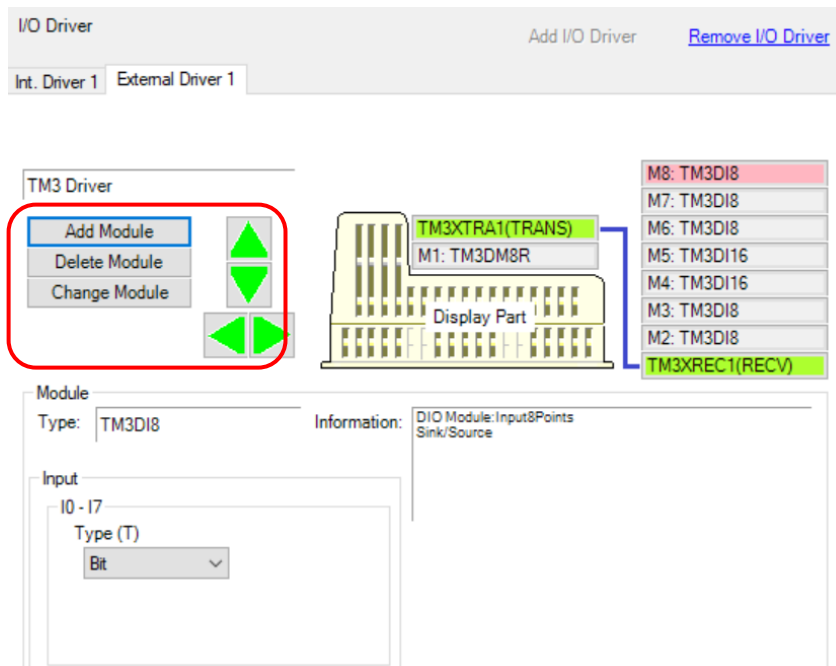 I/O Driver
Add I/O Driver
Remove I/O Driver
Int. Driver 1
External Driver 1
TM3 Driver
Add Module
Delete Module
Change Module
TM3XTRA1(TRANS)
M1: TM3DM8R
Display Part
M8: TM3DI8
M7: TM3DI8
M6: TM3DI8
M5: TM3DI16
M4: TM3DI16
M3: TM3DI8
M2: TM3DI8
TM3XREC1(RECV)
Module
Type: TM3DI8
Information: DIO Module:Input8Points
Sink/Source
Input
I0 - I7
Type (T)
Bit